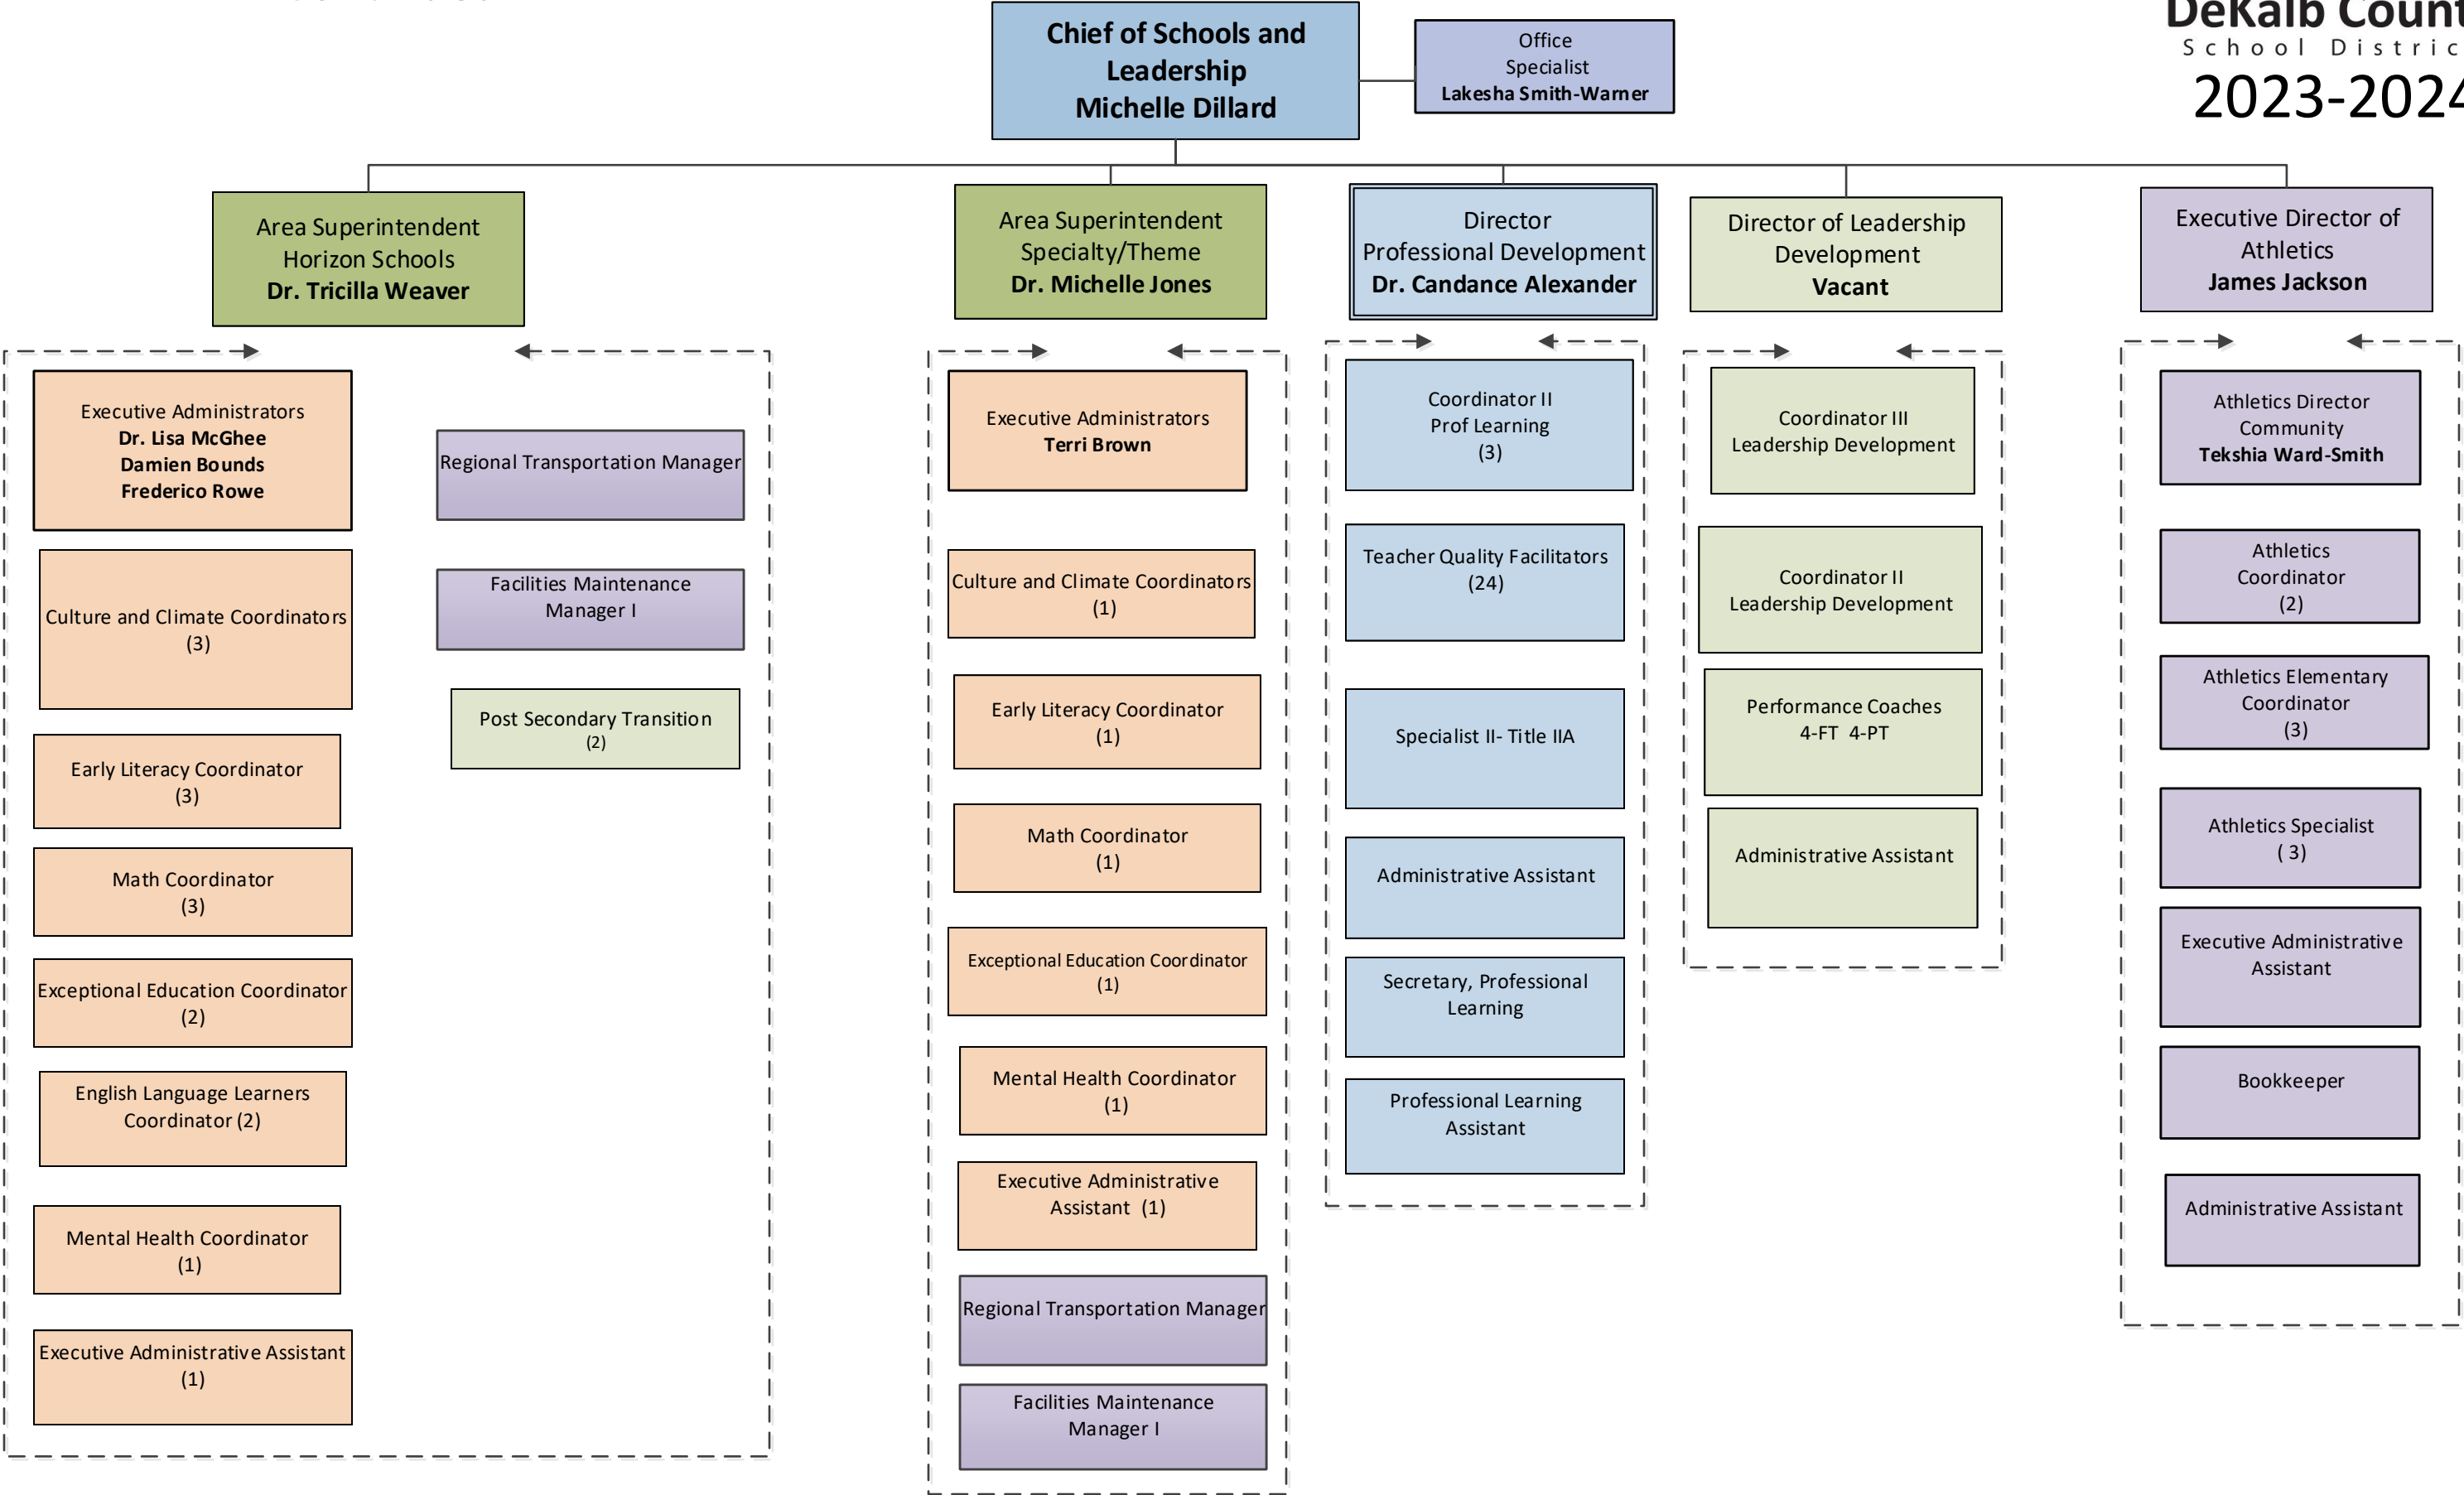 Chief of Schools and
Leadership
Michelle Dillard
Office
Specialist
Lakesha Smith-Warner
DeKalb Count
School Distric
2023-2024
Area Superintendent
Horizon Schools
Dr. Tricilla Weaver
Area Superintendent
Specialty/Theme
Dr. Michelle Jones
Director
Professional Development
Dr. Candance Alexander
Director of Leadership
Development
Vacant
Executive Director of
Athletics
James Jackson
Executive Administrators
Dr. Lisa McGhee
Damien Bounds
Frederico Rowe
Culture and Climate Coordinators
(3)
Early Literacy Coordinator
(3)
Math Coordinator
(3)
Exceptional Education Coordinator
(2)
English Language Learners
Coordinator (2)
Mental Health Coordinator
(1)
Executive Administrative Assistant
(1)
Regional Transportation Manager
Facilities Maintenance
Manager I
Post Secondary Transition
(2)
Executive Administrators
Terri Brown
Culture and Climate Coordinators
(1)
Early Literacy Coordinator
(1)
Math Coordinator
(1)
Exceptional Education Coordinator
(1)
Mental Health Coordinator
(1)
Executive Administrative
Assistant (1)
Regional Transportation Manager
Facilities Maintenance
Manager I
Coordinator II
Prof Learning
(3)
Teacher Quality Facilitators
(24)
Specialist II- Title IIA
Administrative Assistant
Secretary, Professional
Learning
Professional Learning
Assistant
Coordinator III
Leadership Development
Coordinator II
Leadership Development
Performance Coaches
4-FT 4-PT
Administrative Assistant
Athletics Director
Community
Tekshia Ward-Smith
Athletics
Coordinator
(2)
Athletics Elementary
Coordinator
(3)
Athletics Specialist
( 3)
Executive Administrative
Assistant
Bookkeeper
Administrative Assistant